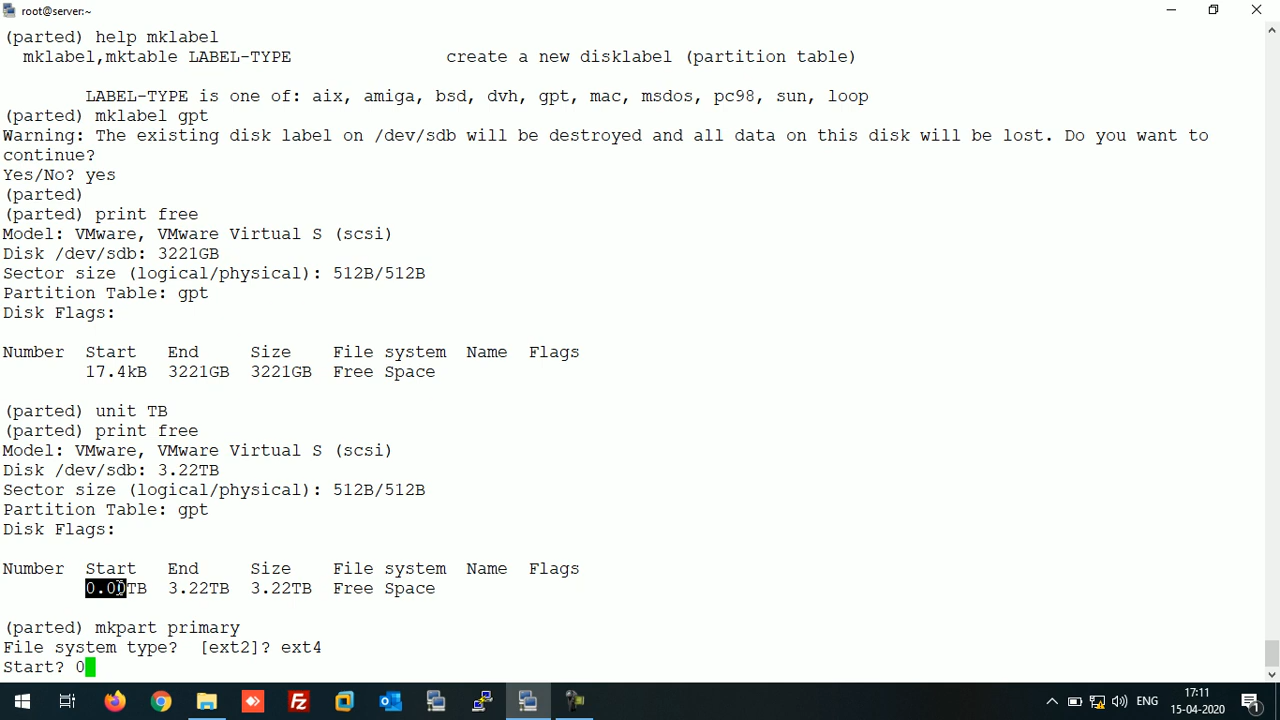 root@server:~
(parted) help mklabel
mklabel,mktable LABEL-TYPE create a new disklabel (partition table)
LABEL-TYPE is one of: aix, amiga, bsd, dvh, gpt, mac, msdos, pc98, sun, loop
(parted) mklabel gpt
Warning: The existing disk label on /dev/sdb will be destroyed and all data on this disk will be lost. Do you want to
continue?
Yes/No? yes
(parted)
(parted) print free
Model: VMware, VMware Virtual S (scsi)
Disk /dev/sdb: 3221GB
Sector size (logical/physical): 512B/512B
Partition Table: gpt
Disk Flags:
Number Start End Size File system Name Flags
17.4kB 3221GB 3221GB Free Space
(parted) unit TB
(parted) print free
Model: VMware, VMware Virtual S (scsi)
Disk /dev/sdb: 3.22TB
Sector size (logical/physical): 512B/512B
Partition Table: gpt
Disk Flags:
Number Start End Size File system Name Flags
0.00TB 3.22TB 3.22TB Free Space
(parted) mkpart primary
File system type? [ext2]? ext4
Start? 0
ENG
17:11
15-04-2020
1